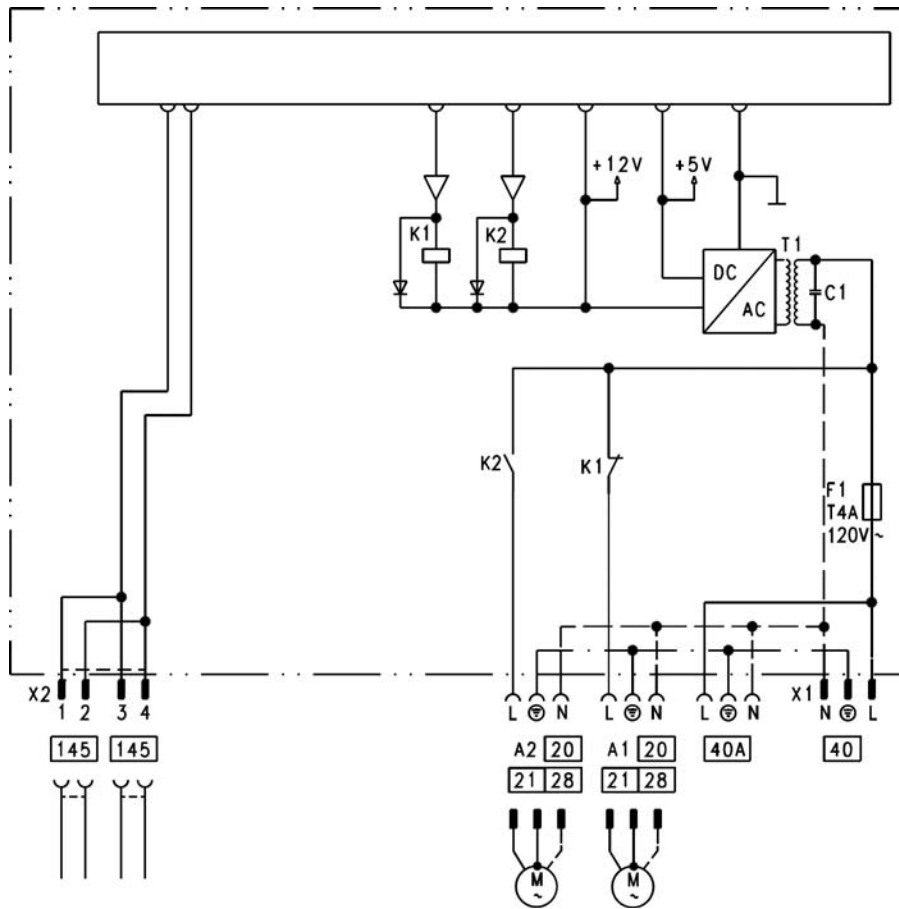 +12V +5V
K1 K2 T1
DC
AC C1
K2 K1
F1
T4A
120V ~
X2 X1
1 2 3 4 L N L N L N N L
145 145 A2 20 A1 20 40A 40
21 28 21 28
M M
~ ~